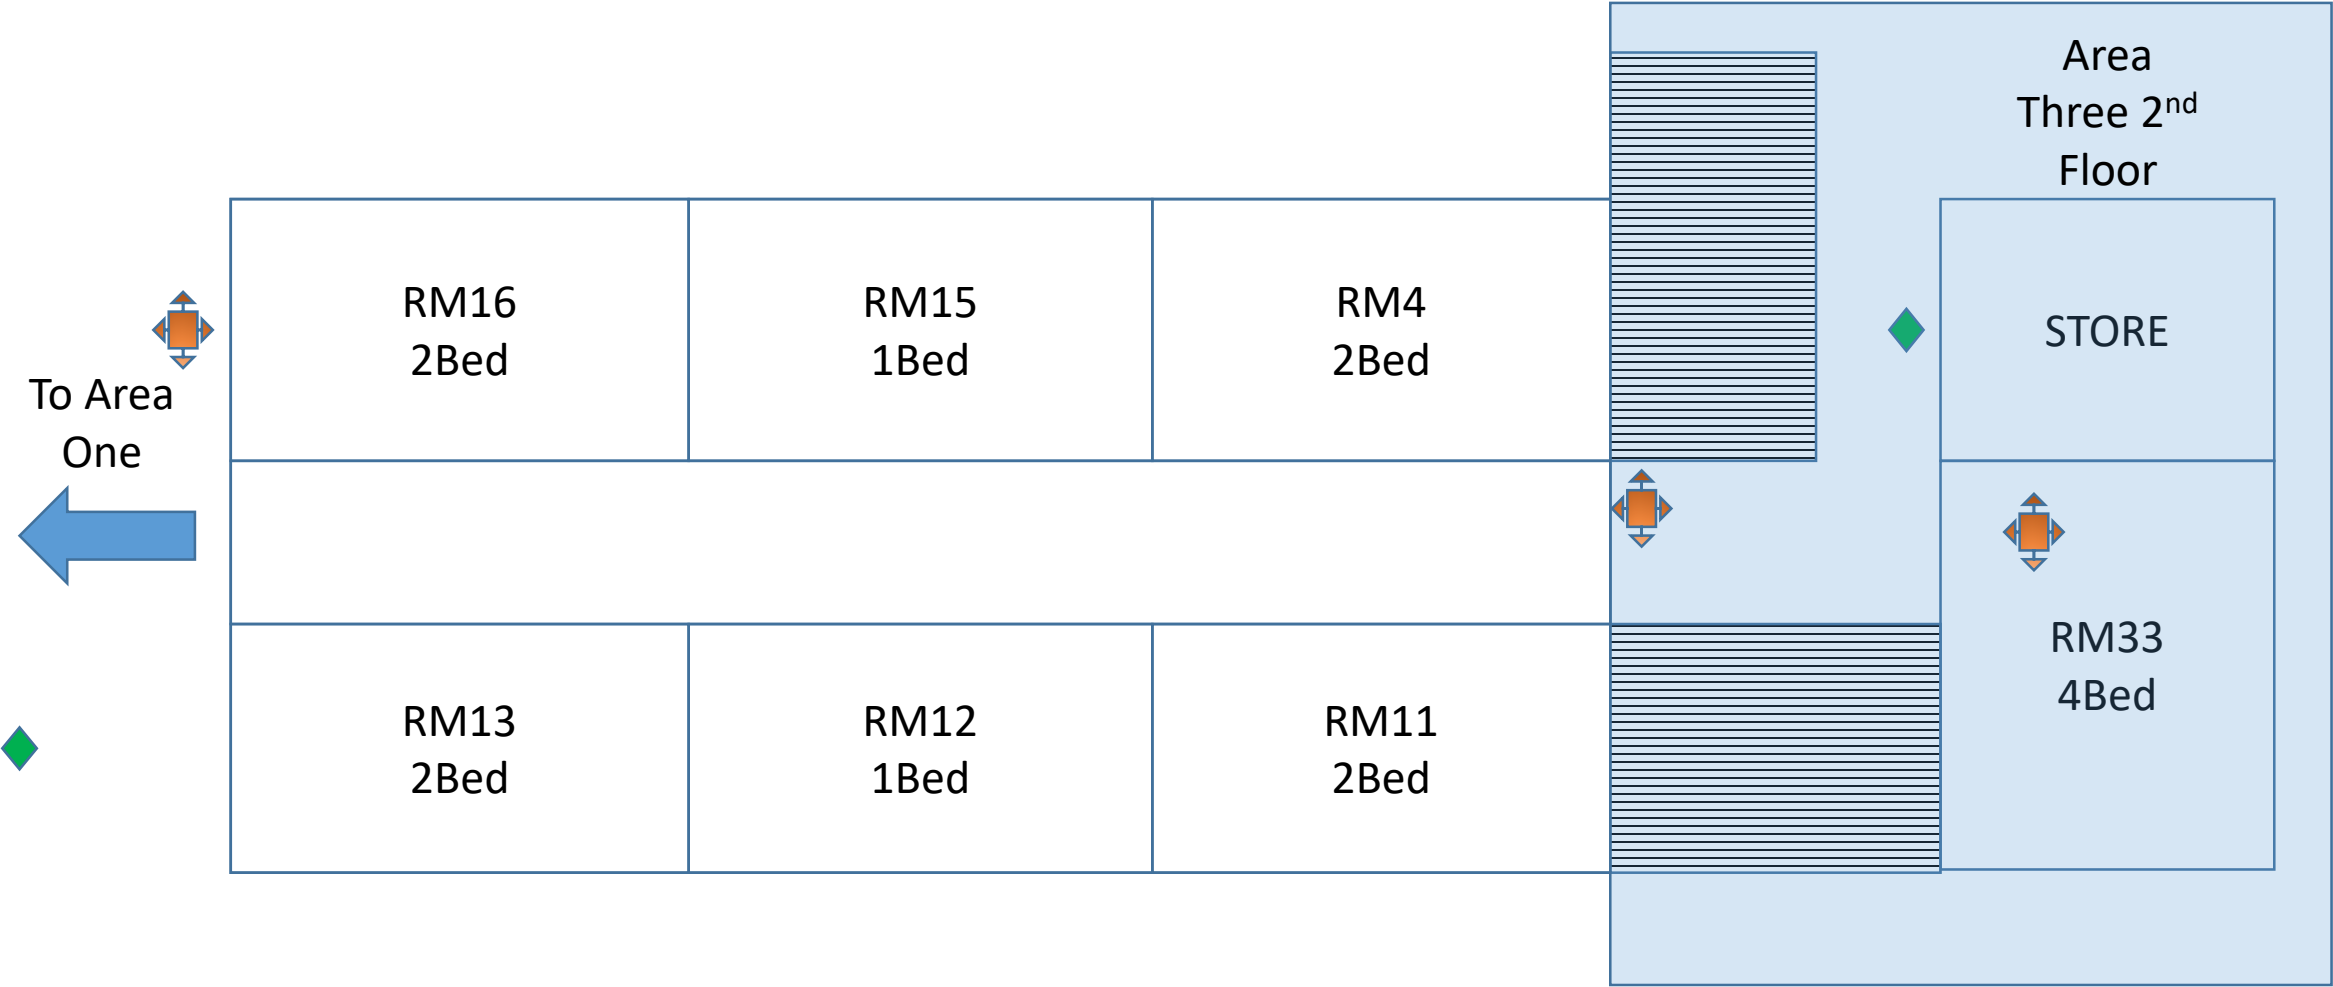 Area
Three 2nd
Floor
RM16
2Bed
RM15
1Bed
RM4
2Bed
STORE
To Area
One
RM33
4Bed
RM13
2Bed
RM12
1Bed
RM11
2Bed